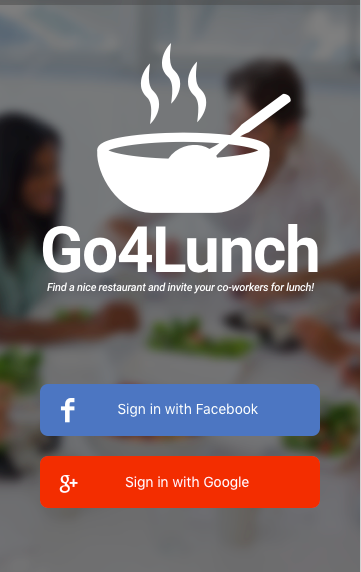 Go4Lunch
Find a nice restaurant and invite your co-workers for lunch!
f
Sign in with Facebook
g+
Sign in with Google